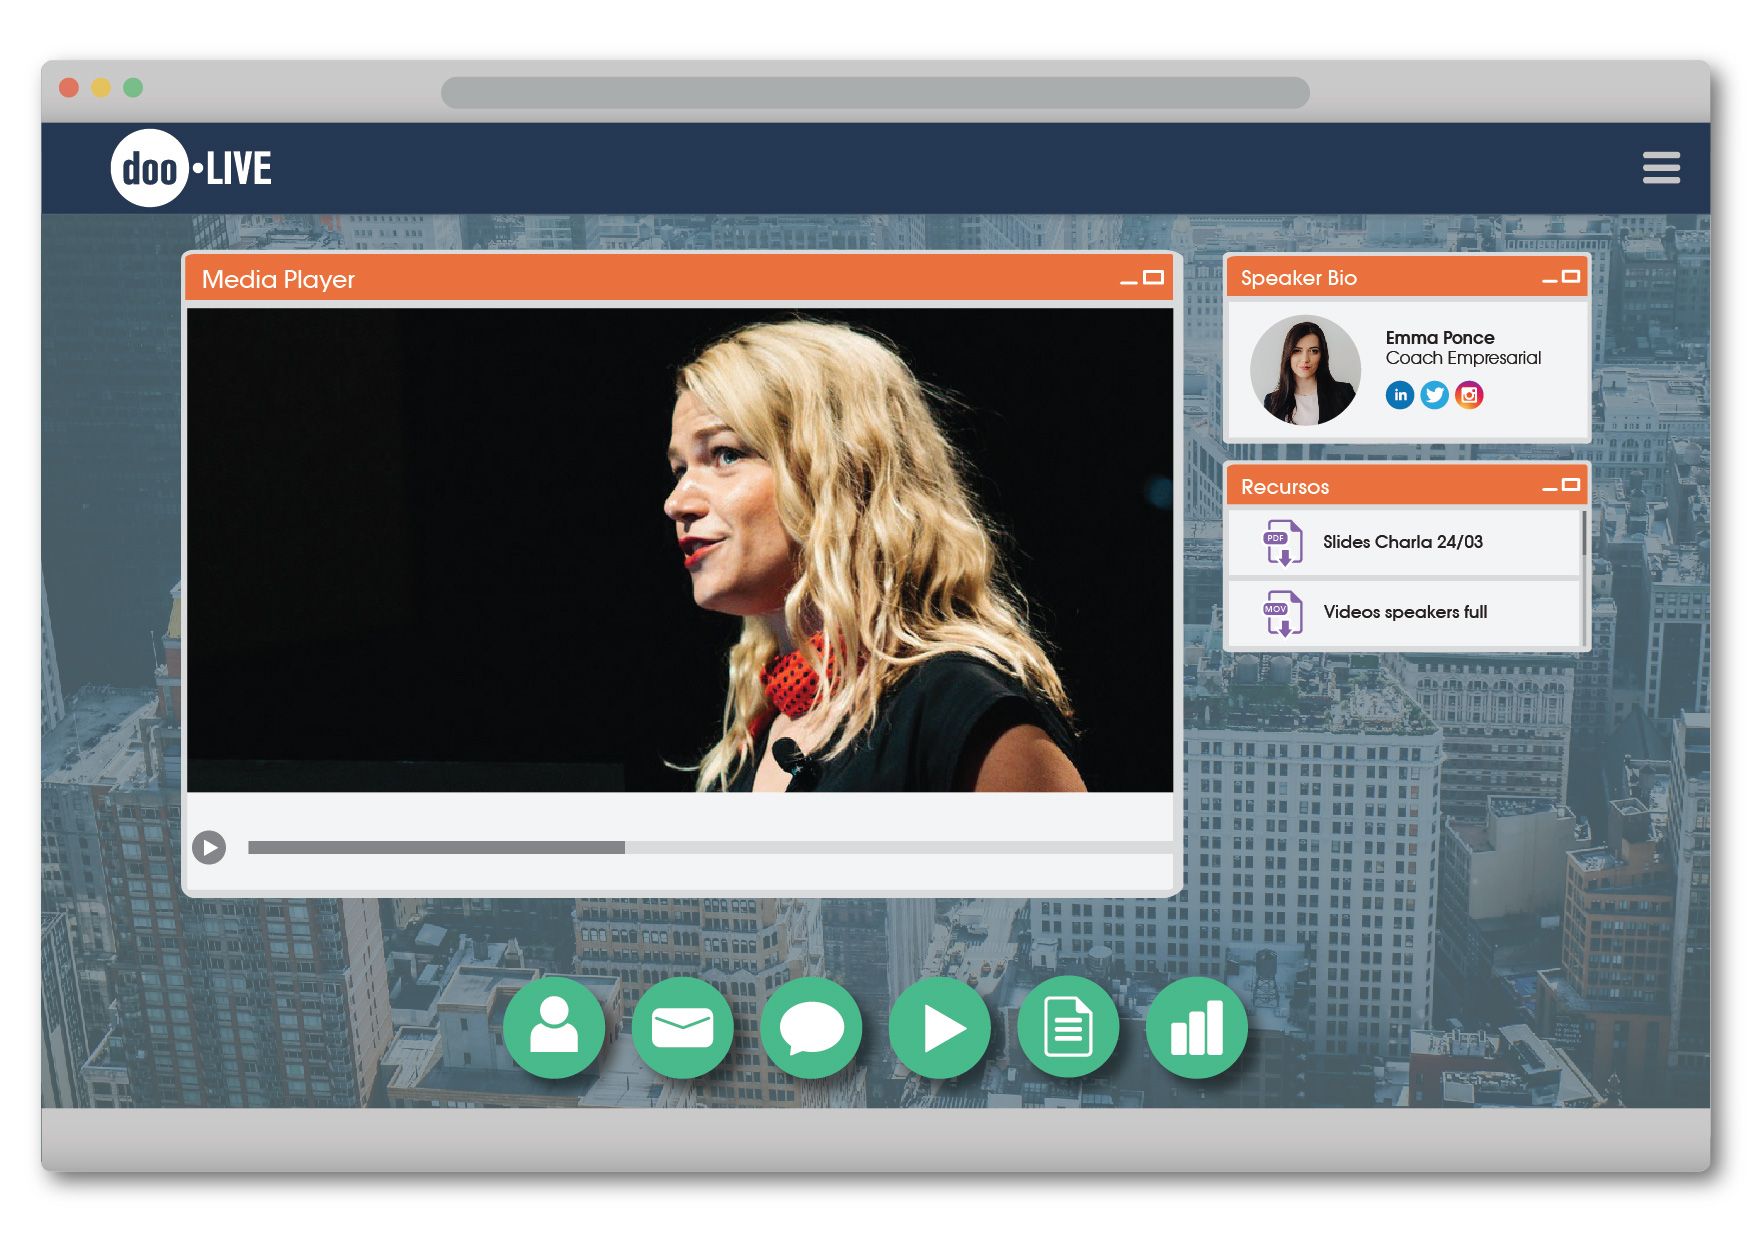 doo•LIVE
Media Player
Speaker Bio
Emma Ponce
Coach Empresarial
in
Recursos
PDF
Slides Charla 24/03
MOV
Videos speakers full